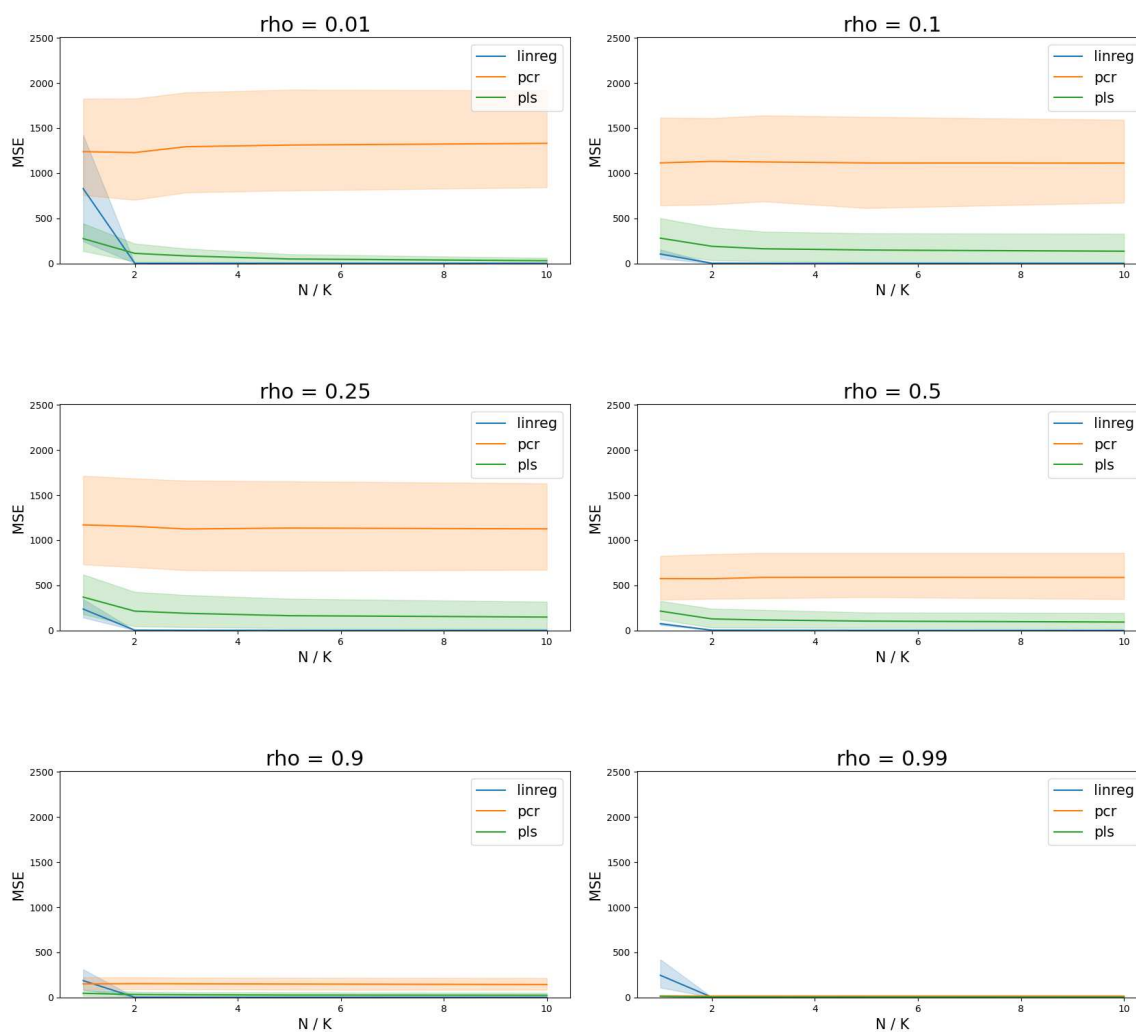 rho = 0.01
2500
2000
1500
1000
500
0
MSE
2
4
6
8
10
N / K
linreg
pcr
pls
rho = 0.1
2500
2000
1500
1000
500
0
MSE
2
4
6
8
10
N / K
linreg
pcr
pls
rho = 0.25
2500
2000
1500
1000
500
0
MSE
2
4
6
8
10
N / K
linreg
pcr
pls
rho = 0.5
2500
2000
1500
1000
500
0
MSE
2
4
6
8
10
N / K
linreg
pcr
pls
rho = 0.9
2500
2000
1500
1000
500
0
MSE
2
4
6
8
10
N / K
linreg
pcr
pls
rho = 0.99
2500
2000
1500
1000
500
0
MSE
2
4
6
8
10
N / K
linreg
pcr
pls